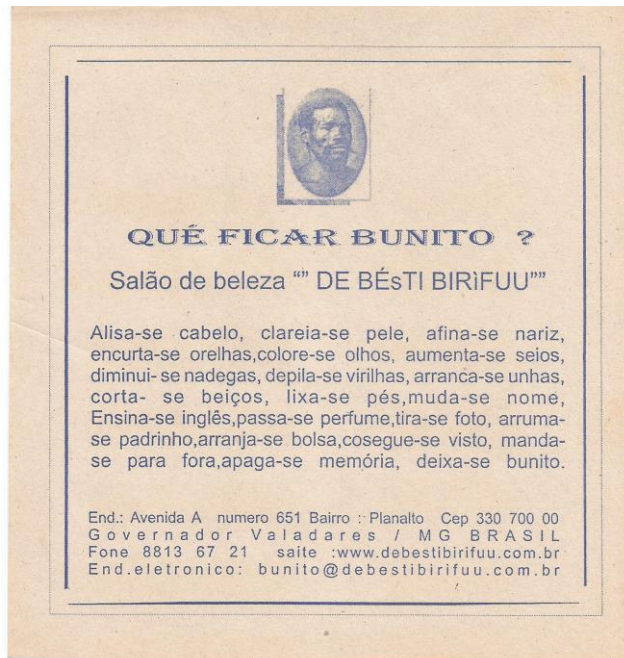 QUÉ FICAR BUNITO ?
Salão de beleza “” DE BÉsTI BIRìFUU””
Alisa-se cabelo, clareia-se pele, afina-se nariz,
encurta-se orelhas,colore-se olhos, aumenta-se seios,
diminui- se nadegas, depila-se virilhas, arranca-se unhas,
corta- se beiços, lixa-se pés,muda-se nome,
Ensina-se inglês,passa-se perfume,tira-se foto, arruma-
se padrinho,arranja-se bolsa,cosegue-se visto, manda-
se para fora,apaga-se memória, deixa-se bunito.
End.: Avenida A numero 651 Bairro : Planalto Cep 330 700 00
Governador Valadares / MG BRASIL
Fone 8813 67 21 saite :www.debestibirifuu.com.br
End.eletronico: bunito@debestibirifuu.com.br